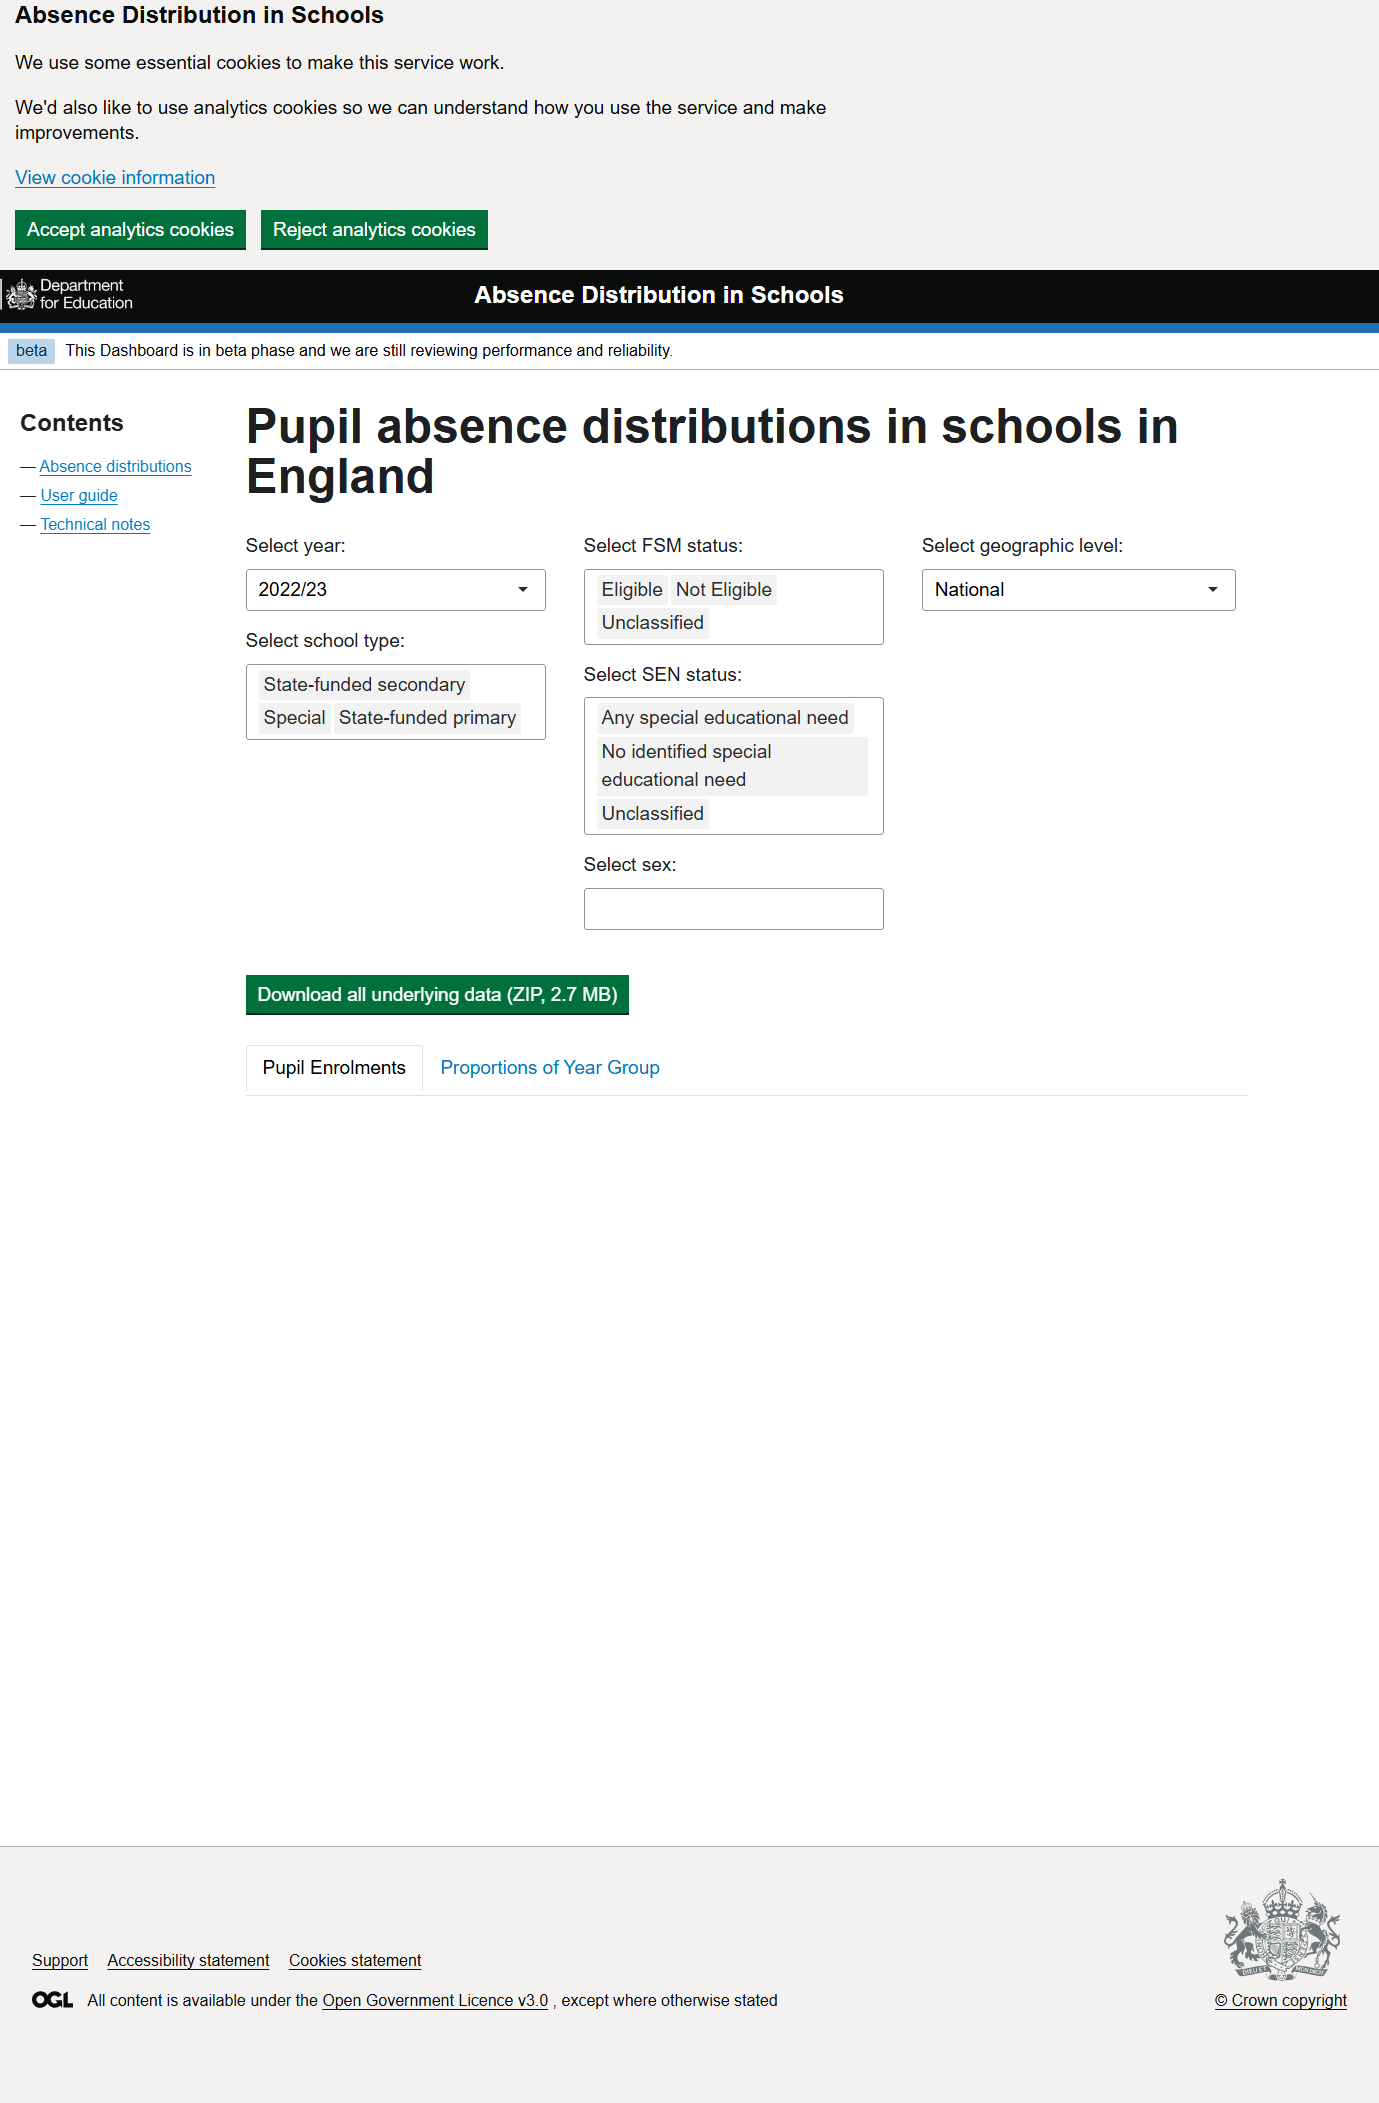 Absence Distribution in Schools
We use some essential cookies to make this service work.
We'd also like to use analytics cookies so we can understand how you use the service and make
improvements.
View cookie information
Accept analytics cookies Reject analytics cookies
Department
for Education
Absence Distribution in Schools
beta This Dashboard is in beta phase and we are still reviewing performance and reliability.
Contents
— Absence distributions
— User guide
— Technical notes
Pupil absence distributions in schools in
England
Select year:
2022/23
Select school type:
State-funded secondary
Special State-funded primary
Select FSM status:
Eligible Not Eligible
Unclassified
Select SEN status:
Any special educational need
No identified special
educational need
Unclassified
Select sex:
Select geographic level:
National
Download all underlying data (ZIP, 2.7 MB)
Pupil Enrolments Proportions of Year Group
Support Accessibility statement Cookies statement
OGL All content is available under the Open Government Licence v3.0 , except where otherwise stated
© Crown copyright